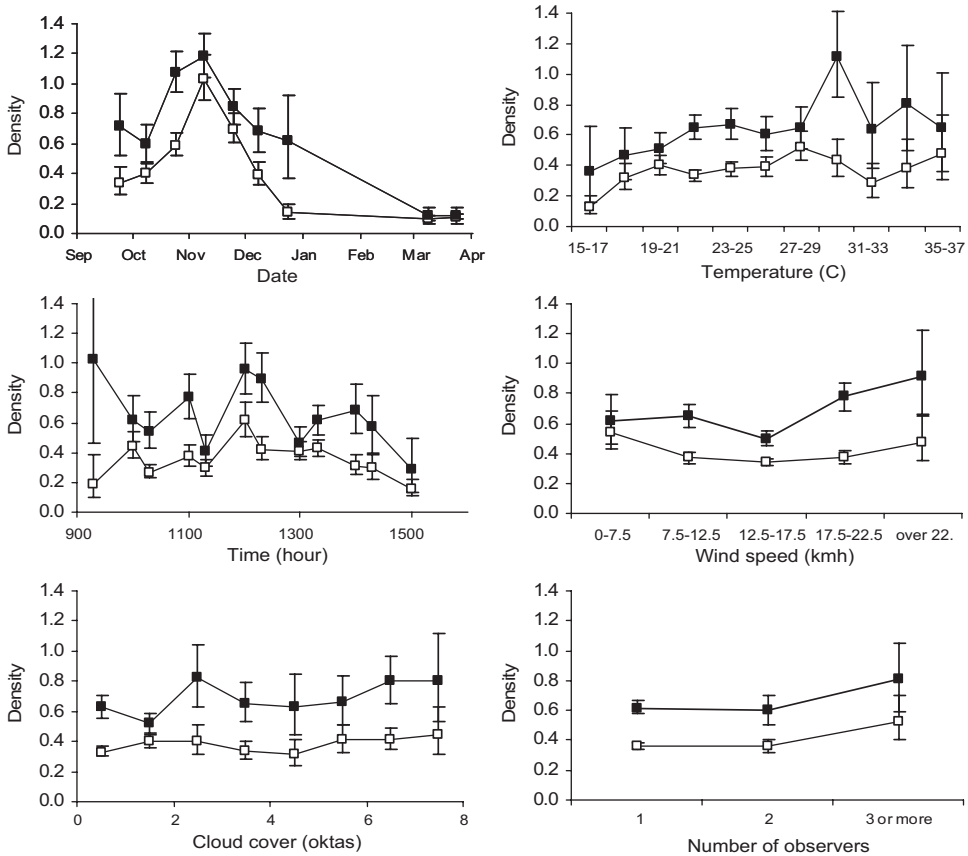 1.4
1.2
1.0
0.8
0.6
0.4
0.2
0.0
Density
Sep Oct Nov Dec Jan Feb Mar Apr
Date
1.4
1.2
1.0
0.8
0.6
0.4
0.2
0.0
Density
15-17 19-21 23-25 27-29 31-33 35-37
Temperature (C)
1.4
1.2
1.0
0.8
0.6
0.4
0.2
0.0
Density
900 1100 1300 1500
Time (hour)
1.4
1.2
1.0
0.8
0.6
0.4
0.2
0.0
Density
0-7.5 7.5-12.5 12.5-17.5 17.5-22.5 over 22.
Wind speed (kmh)
1.4
1.2
1.0
0.8
0.6
0.4
0.2
0.0
Density
0 2 4 6 8
Cloud cover (oktas)
1.4
1.2
1.0
0.8
0.6
0.4
0.2
0.0
Density
1 2 3 or more
Number of observers